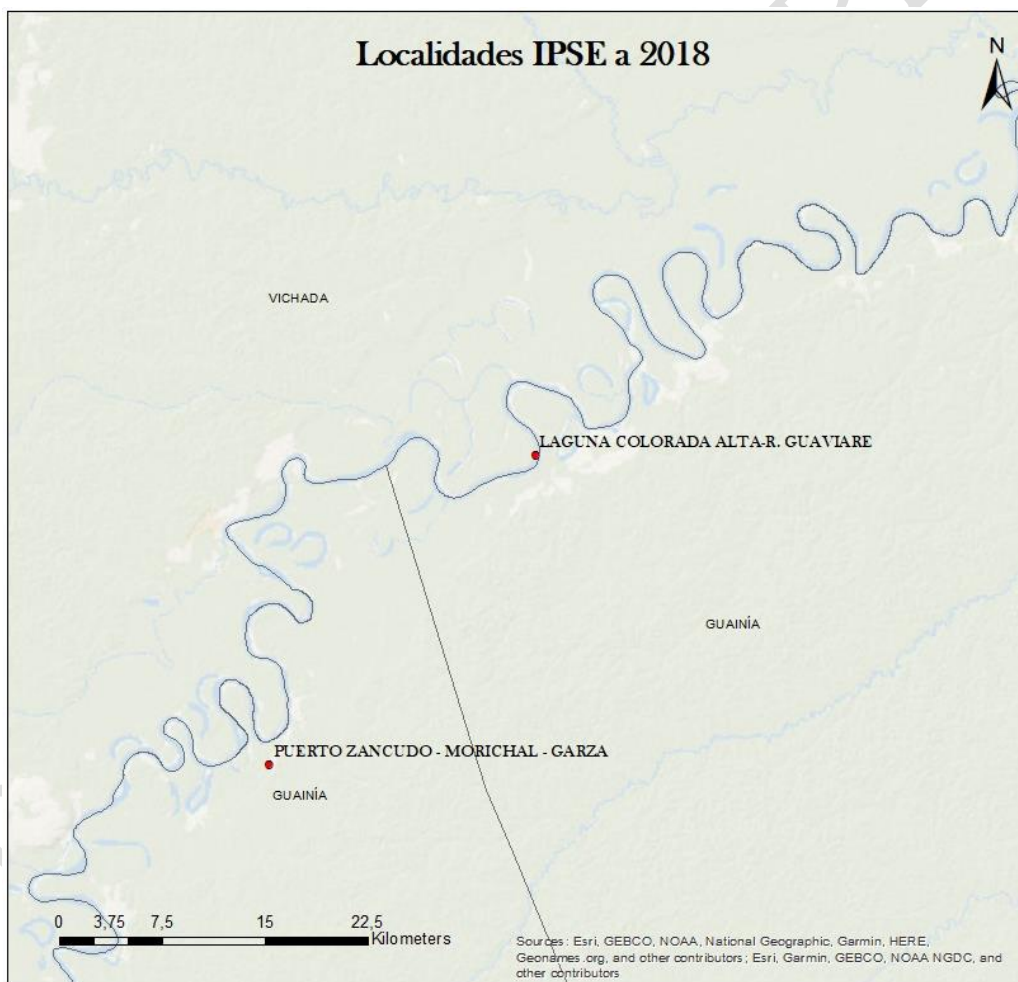 Localidades IPSE a 2018
N
VICHADA
LAGUNA COLORADA ALTA-R. GUAVIARE
GUAINÍA
PUERTO ZANCUDO - MORICHAL - GARZA
GUAINÍA
0 3,75 7,5 15 22,5
Kilometers
Sources: Esri, GEBCO, NOAA, National Geographic, Garmin, HERE,
Geonames.org, and other contributors; Esri, Garmin, GEBCO, NOAA NGDC, and
other contributors